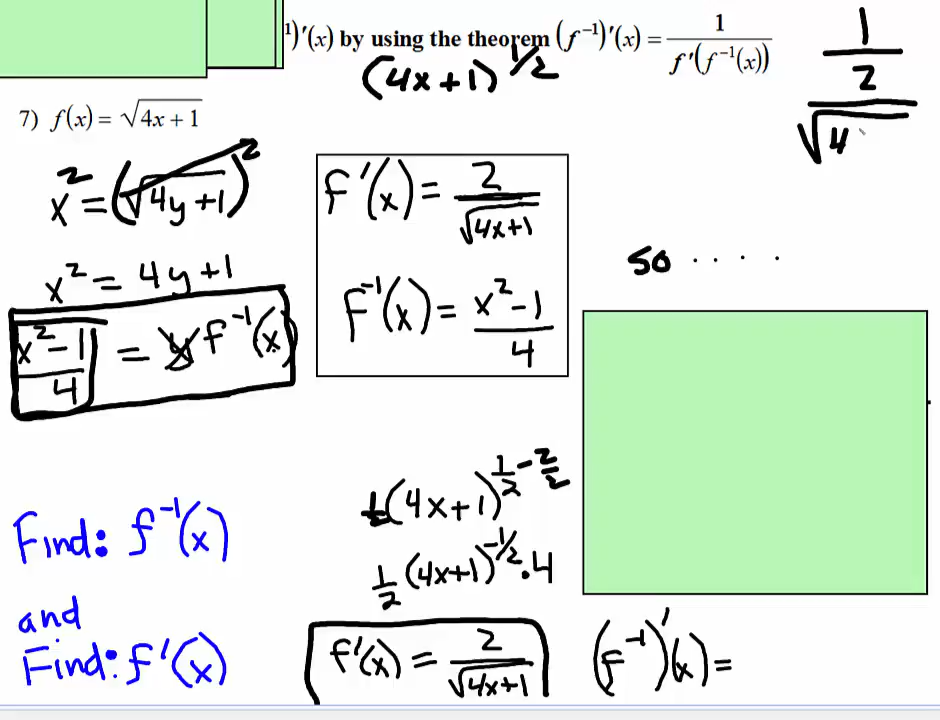 ¹)′(x) by using the theorem (f⁻¹)′(x) = 1 / f′(f⁻¹(x))
(4x+1)^1/2
1 / 2 / √4
7) f(x) = √4x + 1
x² = (√4y+1)²
x² = 4y+1
x²-1 / 4 = y f⁻¹(x)
f'(x) = 2 / √4x+1
f⁻¹(x) = x²-1 / 4
so ....
Find: f⁻¹(x)
and
Find: f'(x)
1/2(4x+1)^1/2 - 2/2
1/2(4x+1)^-1/2 · 4
f'(x) = 2 / √4x+1
(f⁻¹)'(x) =